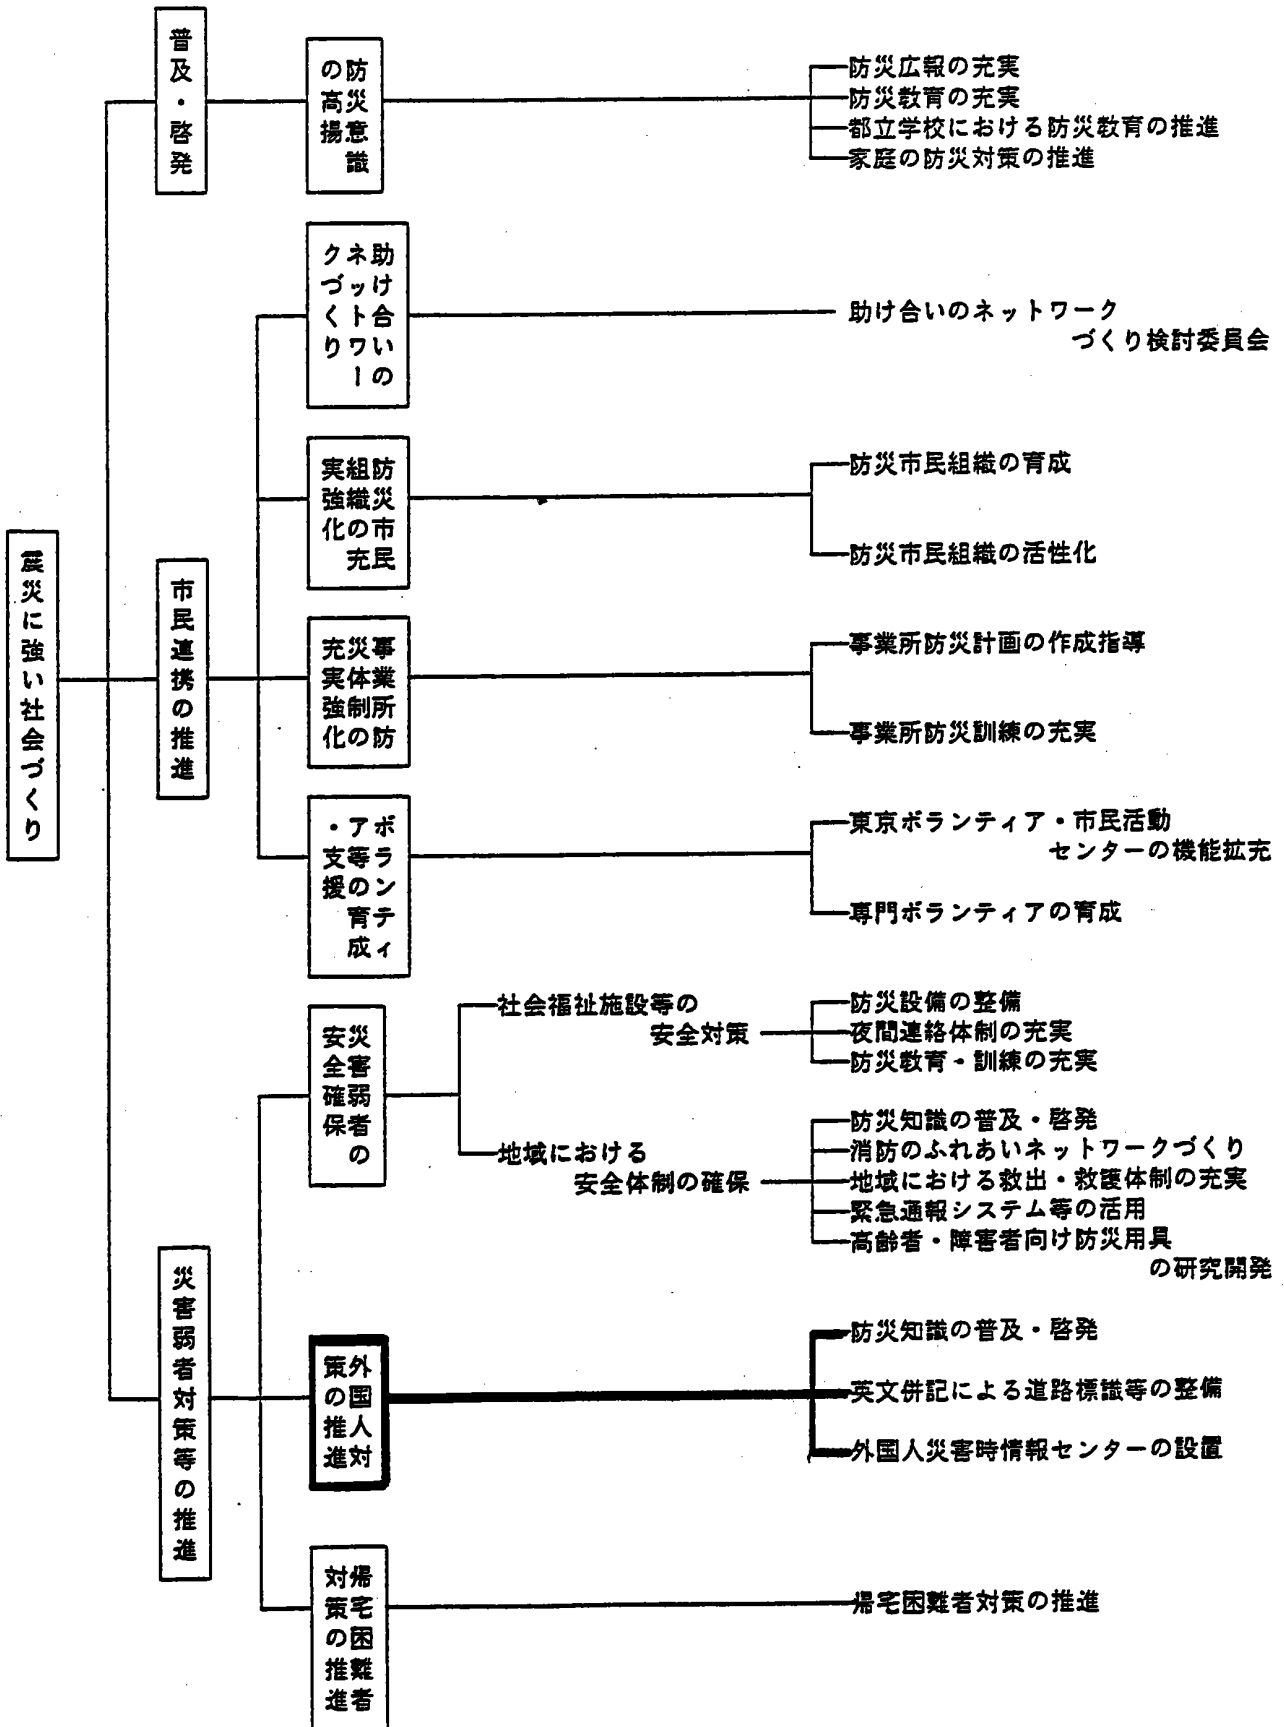 震災に強い社会づくり
普及・啓発
防災意識
の高揚
防災広報の充実
防災教育の充実
都立学校における防災教育の推進
家庭の防災対策の推進
市民連携の推進
助け合いの
ネットワー
クづくり
助け合いのネットワーク
づくり検討委員会
防災市民
組織の充
実強化
防災市民組織の育成
防災市民組織の活性化
事業所防
災体制の
充実強化
事業所防災計画の作成指導
事業所防災訓練の充実
ボランティ
ア等の育成
・支援
東京ボランティア・市民活動
センターの機能拡充
専門ボランティアの育成
災害弱者対策等の推進
災害弱者の
安全確保
社会福祉施設等の
安全対策
防災設備の整備
夜間連絡体制の充実
防災教育・訓練の充実
地域における
安全体制の確保
防災知識の普及・啓発
消防のふれあいネットワークづくり
地域における救出・救護体制の充実
緊急通報システム等の活用
高齢者・障害者向け防災用具
の研究開発
外国人対
策の推進
防災知識の普及・啓発
英文併記による道路標識等の整備
外国人災害時情報センターの設置
帰宅困難者
対策の推進
帰宅困難者対策の推進